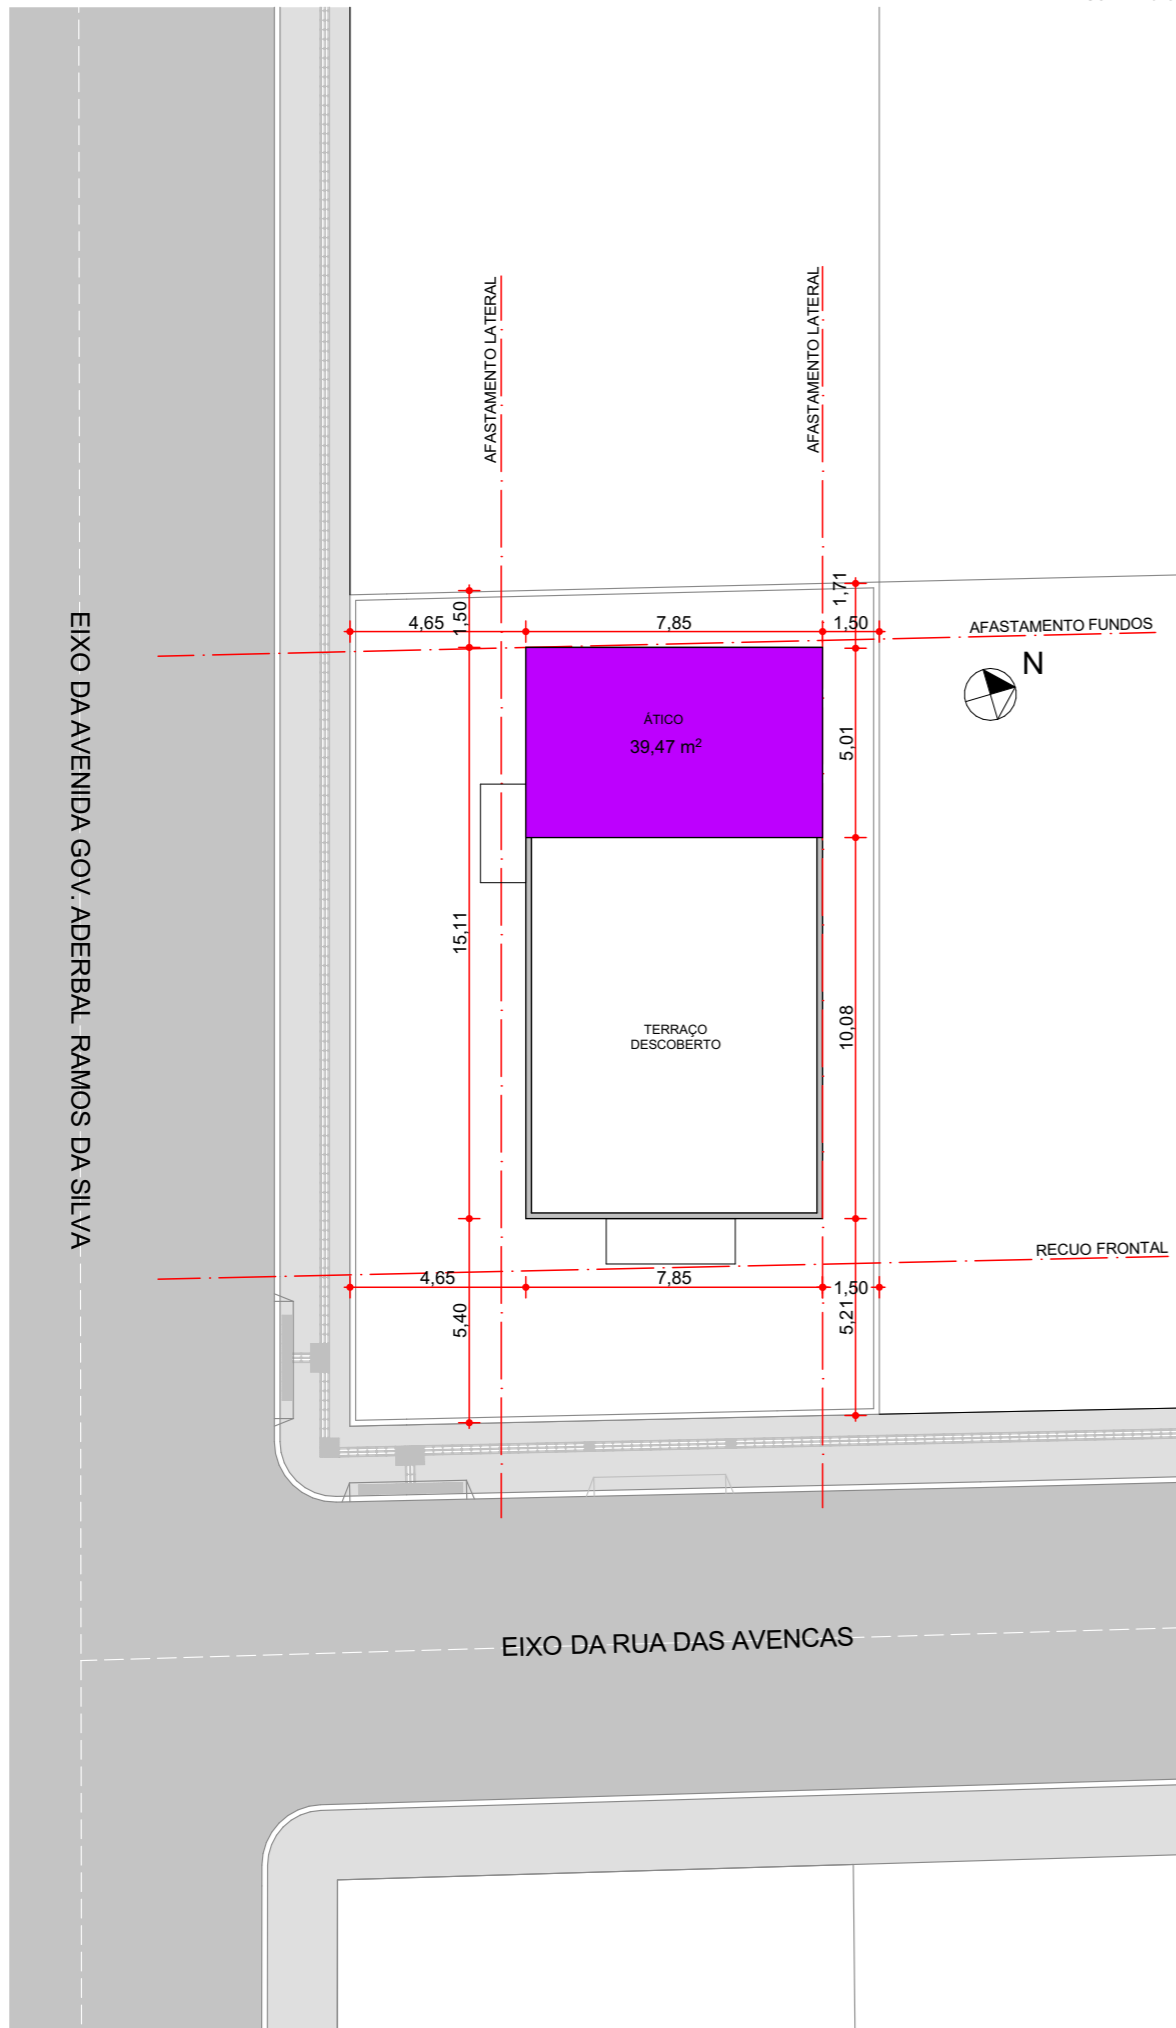 AFASTAMENTO LATERAL
AFASTAMENTO LATERAL
1,50
1,71
4,65
7,85
1,50
AFASTAMENTO FUNDOS
N
ÁTICO
39,47 m²
5,01
EIXO DA AVENIDA GOV. ADERBAL RAMOS DA SILVA
15,11
10,08
TERRAÇO
DESCOBERTO
RECUO FRONTAL
4,65
7,85
1,50
5,40
5,21
EIXO DA RUA DAS AVENCAS